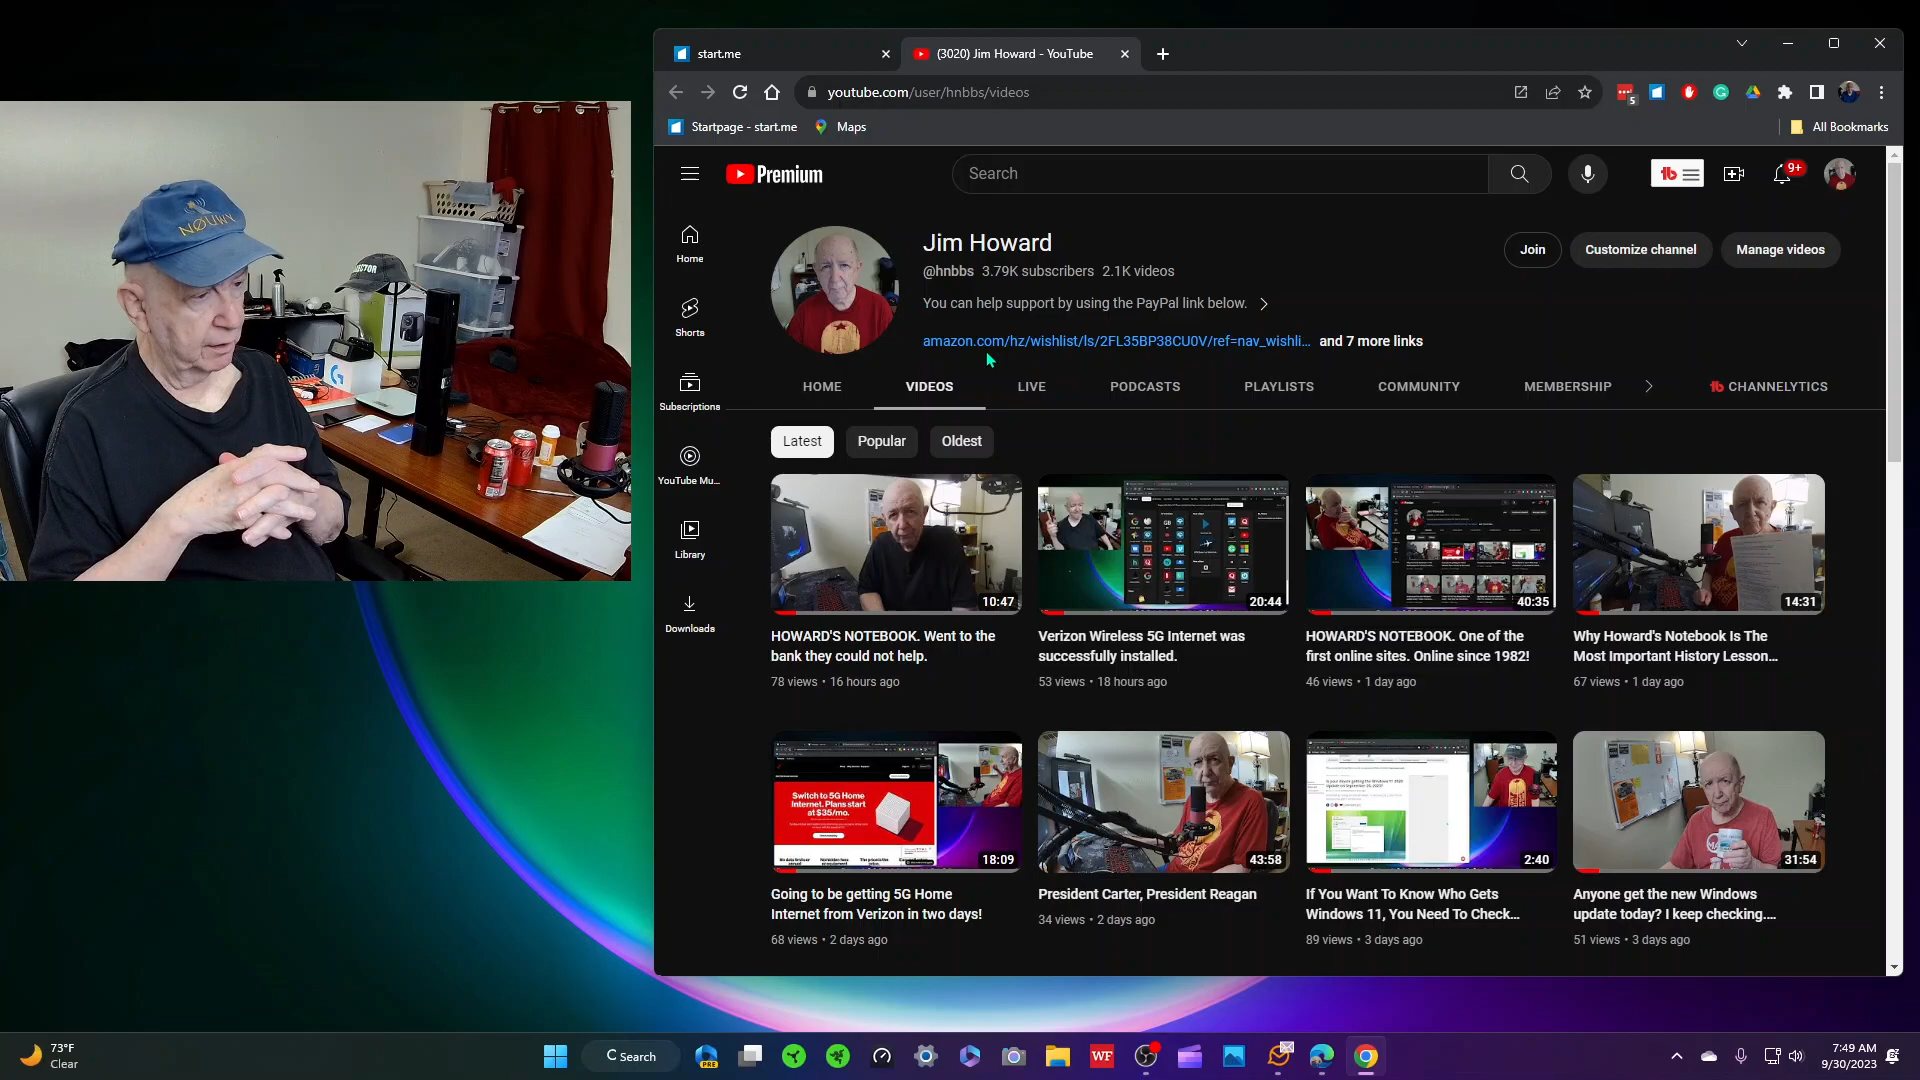 start.me
(3020) Jim Howard - YouTube
youtube.com/user/hnbbs/videos
5
Startpage - start.me
Maps
All Bookmarks
Premium
Search
9+
NØUWY
Home
Shorts
Subscriptions
YouTube Mu...
Library
Downloads
Jim Howard
@hnbbs 3.79K subscribers 2.1K videos
You can help support by using the PayPal link below.
amazon.com/hz/wishlist/ls/2FL35BP38CU0V/ref=nav_wishli... and 7 more links
Join
Customize channel
Manage videos
HOME
VIDEOS
LIVE
PODCASTS
PLAYLISTS
COMMUNITY
MEMBERSHIP
CHANNELYTICS
Latest
Popular
Oldest
10:47
20:44
40:35
14:31
HOWARD'S NOTEBOOK. Went to the
bank they could not help.
78 views • 16 hours ago
Verizon Wireless 5G Internet was
successfully installed.
53 views • 18 hours ago
HOWARD'S NOTEBOOK. One of the
first online sites. Online since 1982!
46 views • 1 day ago
Why Howard's Notebook Is The
Most Important History Lesson...
67 views • 1 day ago
Switch to 5G Home
Internet. Plans start
at $35/mo.
18:09
43:58
2:40
31:54
Going to be getting 5G Home
Internet from Verizon in two days!
68 views • 2 days ago
President Carter, President Reagan
34 views • 2 days ago
If You Want To Know Who Gets
Windows 11, You Need To Check...
89 views • 3 days ago
Anyone get the new Windows
update today? I keep checking....
51 views • 3 days ago
73°F
Clear
Search
PRE
WF
7:49 AM
9/30/2023